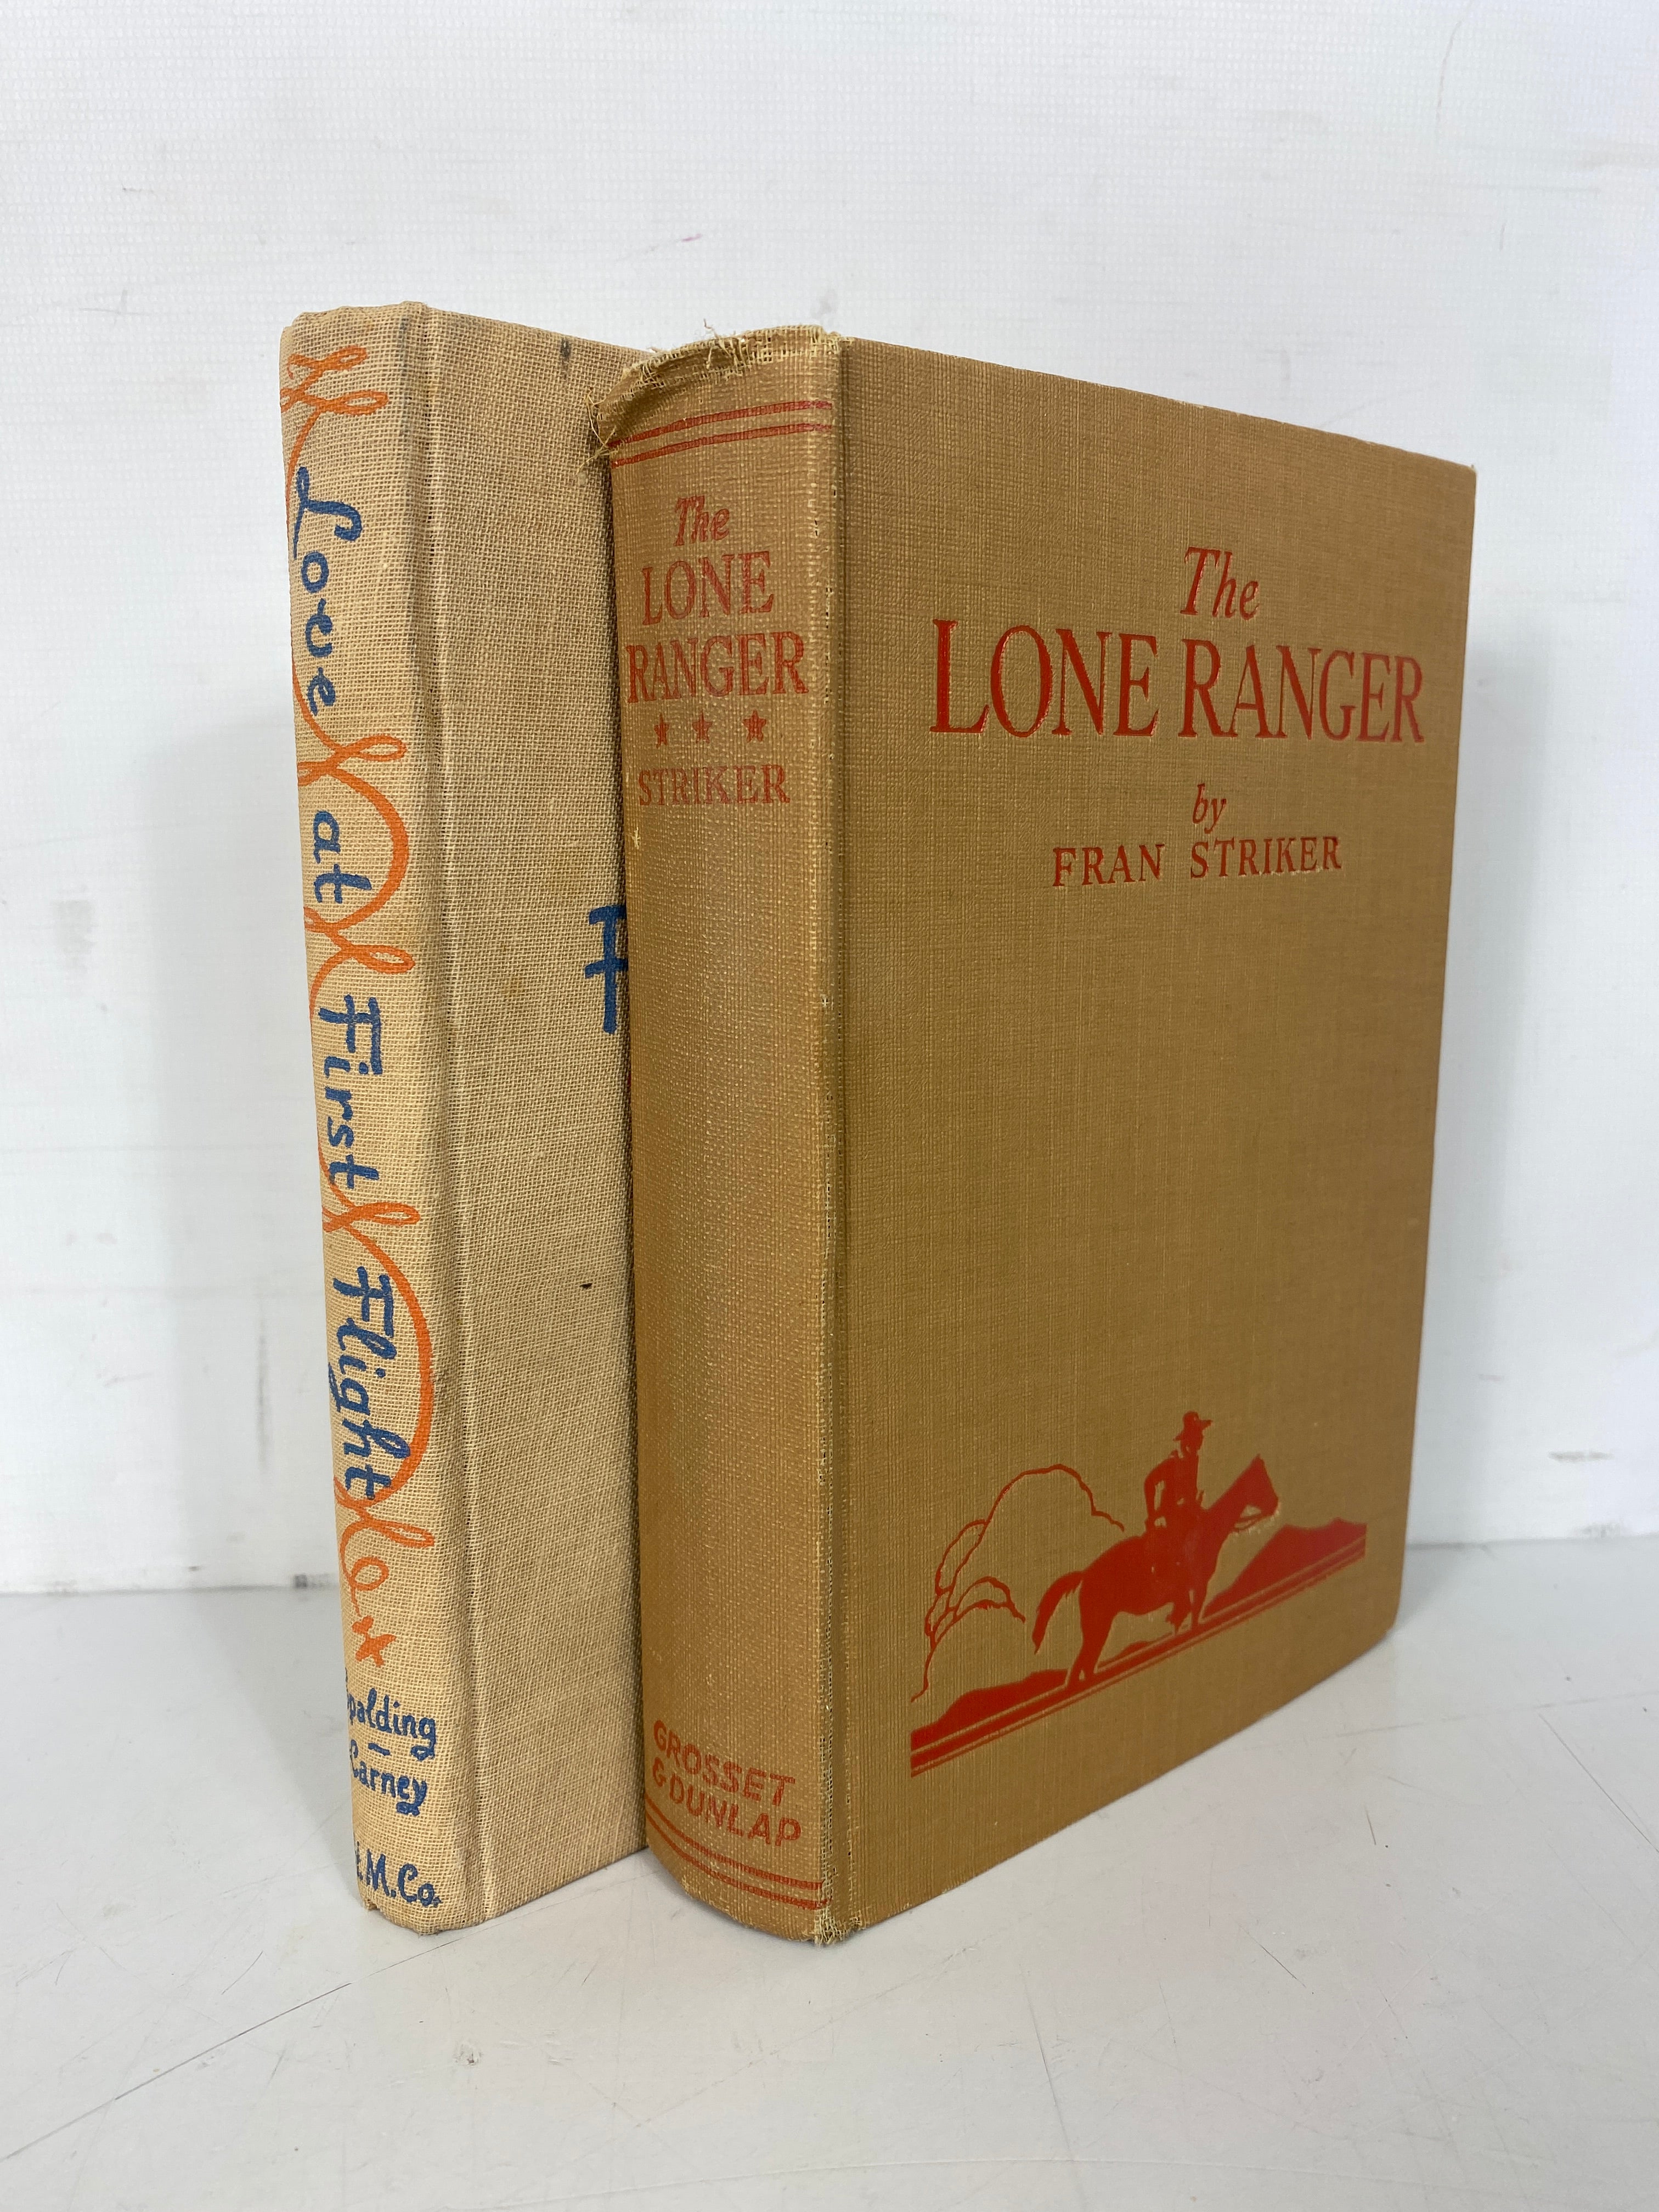 Love at First Flight
Spalding
Carney
M.Co.
F
The
LONE
RANGER
STRIKER
GROSSET
& DUNLAP
The
LONE RANGER
by
FRAN STRIKER